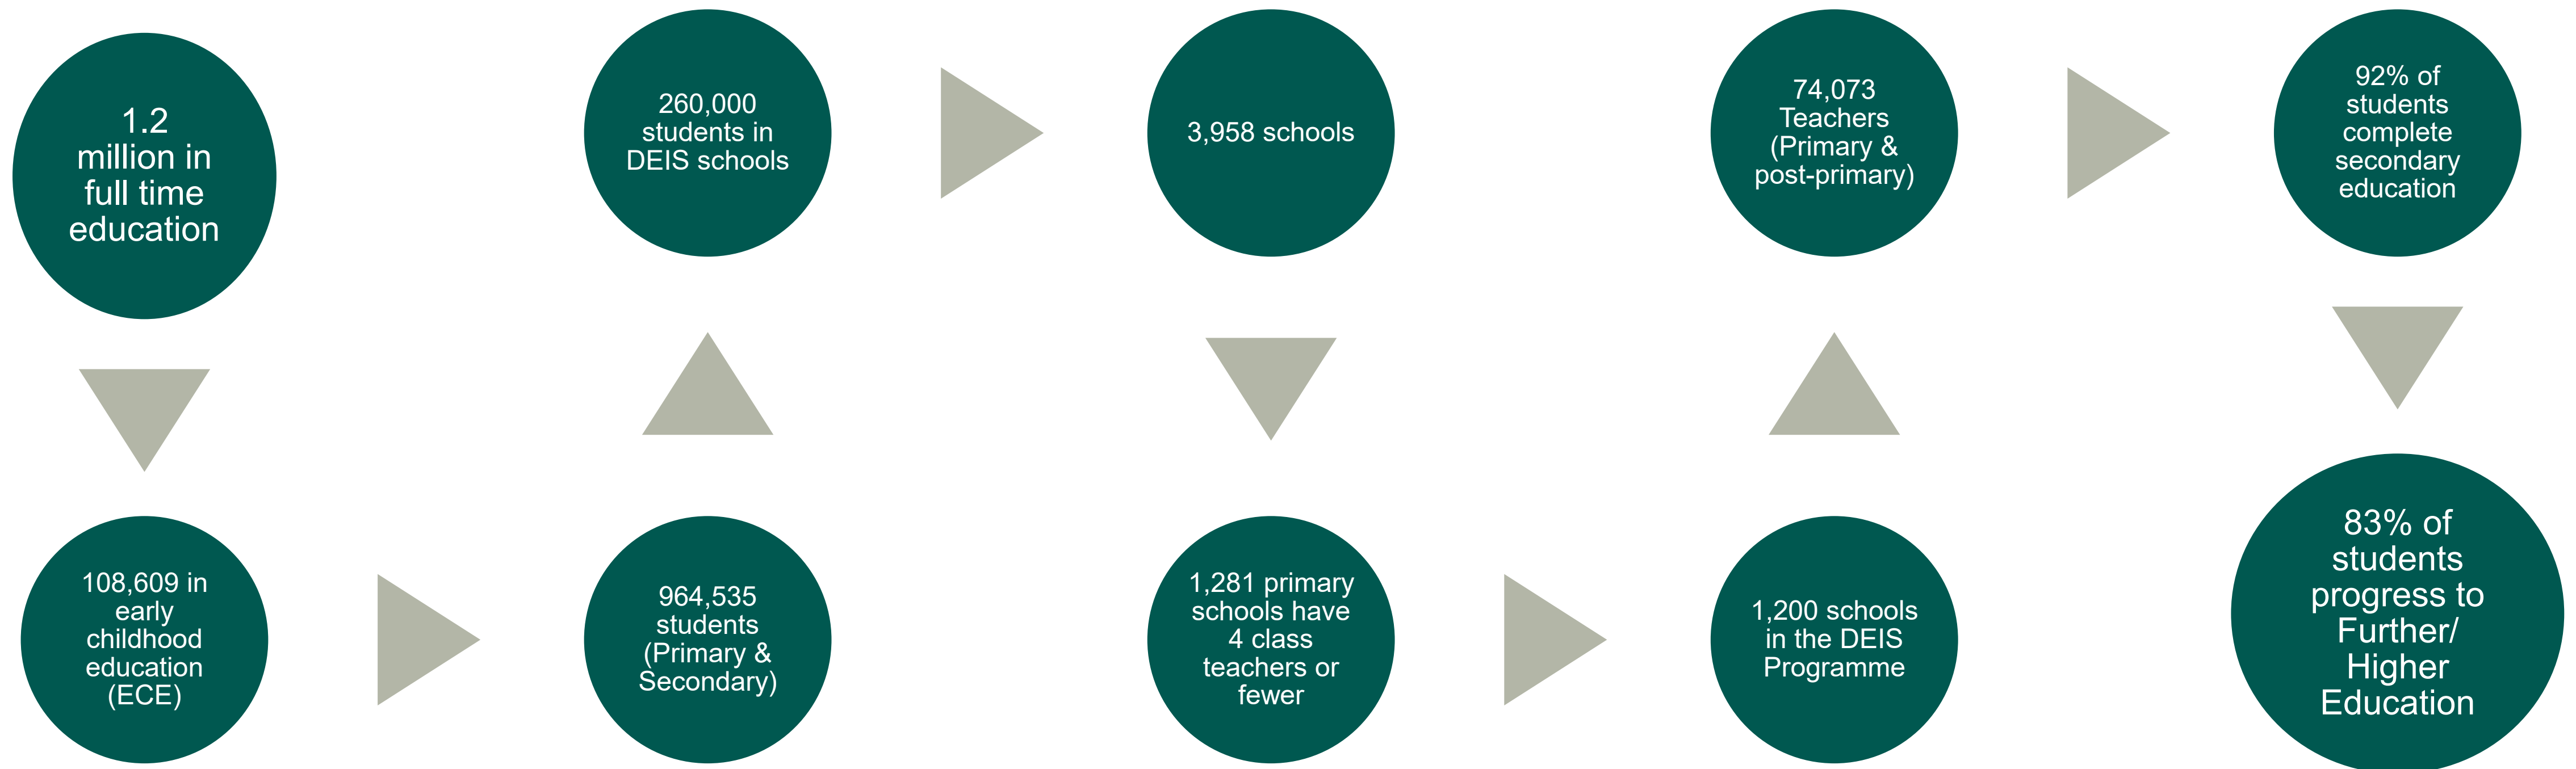 1.2
million in
full time
education
108,609 in
early
childhood
education
(ECE)
964,535
students
(Primary &
Secondary)
260,000
students in
DEIS schools
3,958 schools
1,281 primary
schools have
4 class
teachers or
fewer
1,200 schools
in the DEIS
Programme
74,073
Teachers
(Primary &
post-primary)
92% of
students
complete
secondary
education
83% of
students
progress to
Further/
Higher
Education